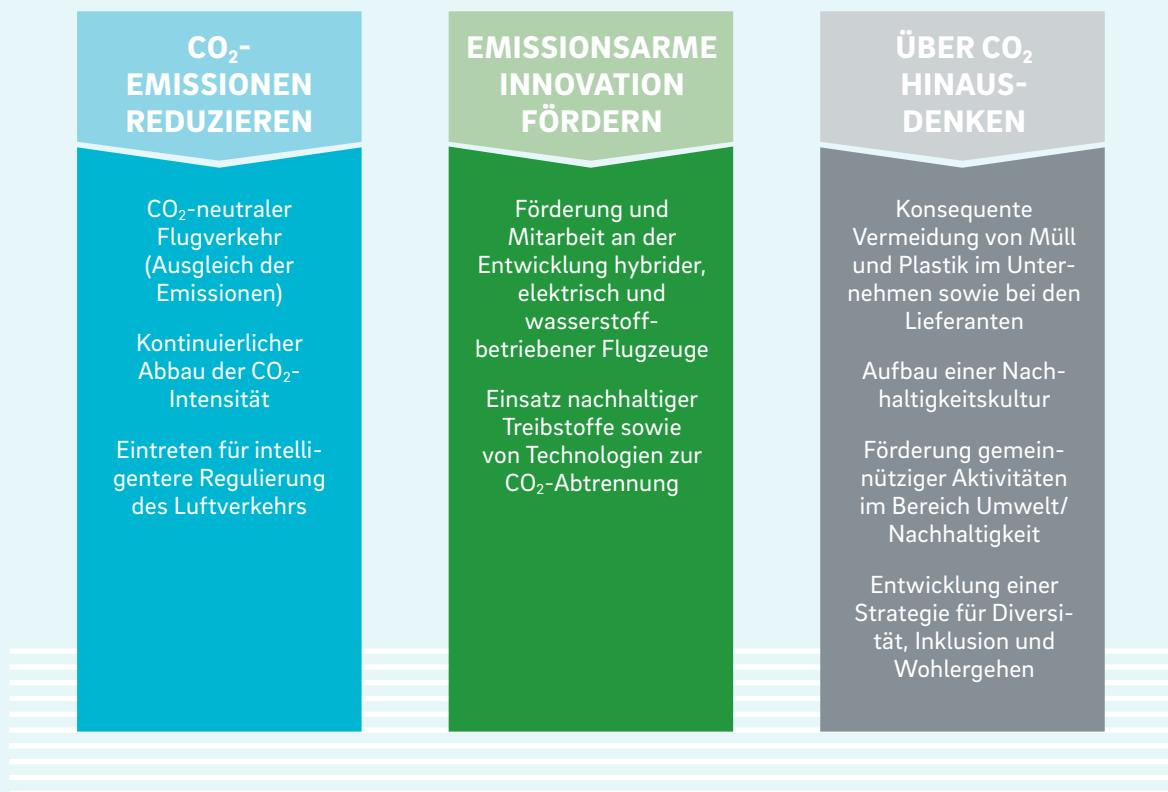 CO₂-
EMISSIONEN
REDUZIEREN
CO₂-neutraler
Flugverkehr
(Ausgleich der
Emissionen)
Kontinuierlicher
Abbau der CO₂-
Intensität
Eintreten für intelli-
gentere Regulierung
des Luftverkehrs
EMISSIONSARME
INNOVATION
FÖRDERN
Förderung und
Mitarbeit an der
Entwicklung hybrider,
elektrisch und
wasserstoff-
betriebener Flugzeuge
Einsatz nachhaltiger
Treibstoffe sowie
von Technologien zur
CO₂-Abtrennung
ÜBER CO₂
HINAUS-
DENKEN
Konsequente
Vermeidung von Müll
und Plastik im Unter-
nehmen sowie bei den
Lieferanten
Aufbau einer Nach-
haltigkeitskultur
Förderung gemein-
nütziger Aktivitäten
im Bereich Umwelt/
Nachhaltigkeit
Entwicklung einer
Strategie für Diversi-
tät, Inklusion und
Wohlergehen